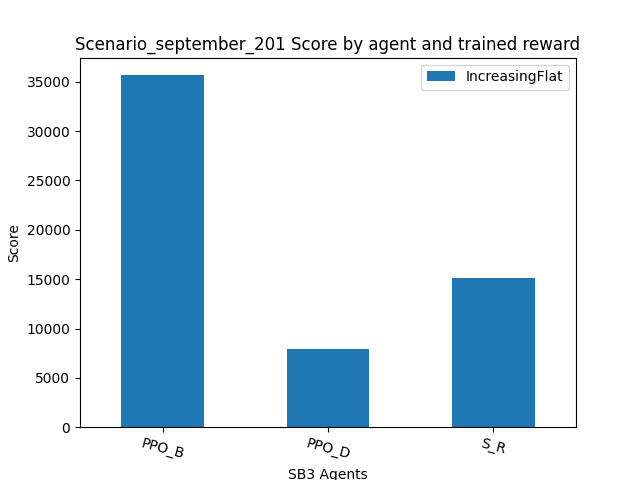 Scenario_september_201 Score by agent and trained reward
IncreasingFlat
35000
30000
25000
20000
15000
10000
5000
0
Score
PPO_B
PPO_D
S_R
SB3 Agents